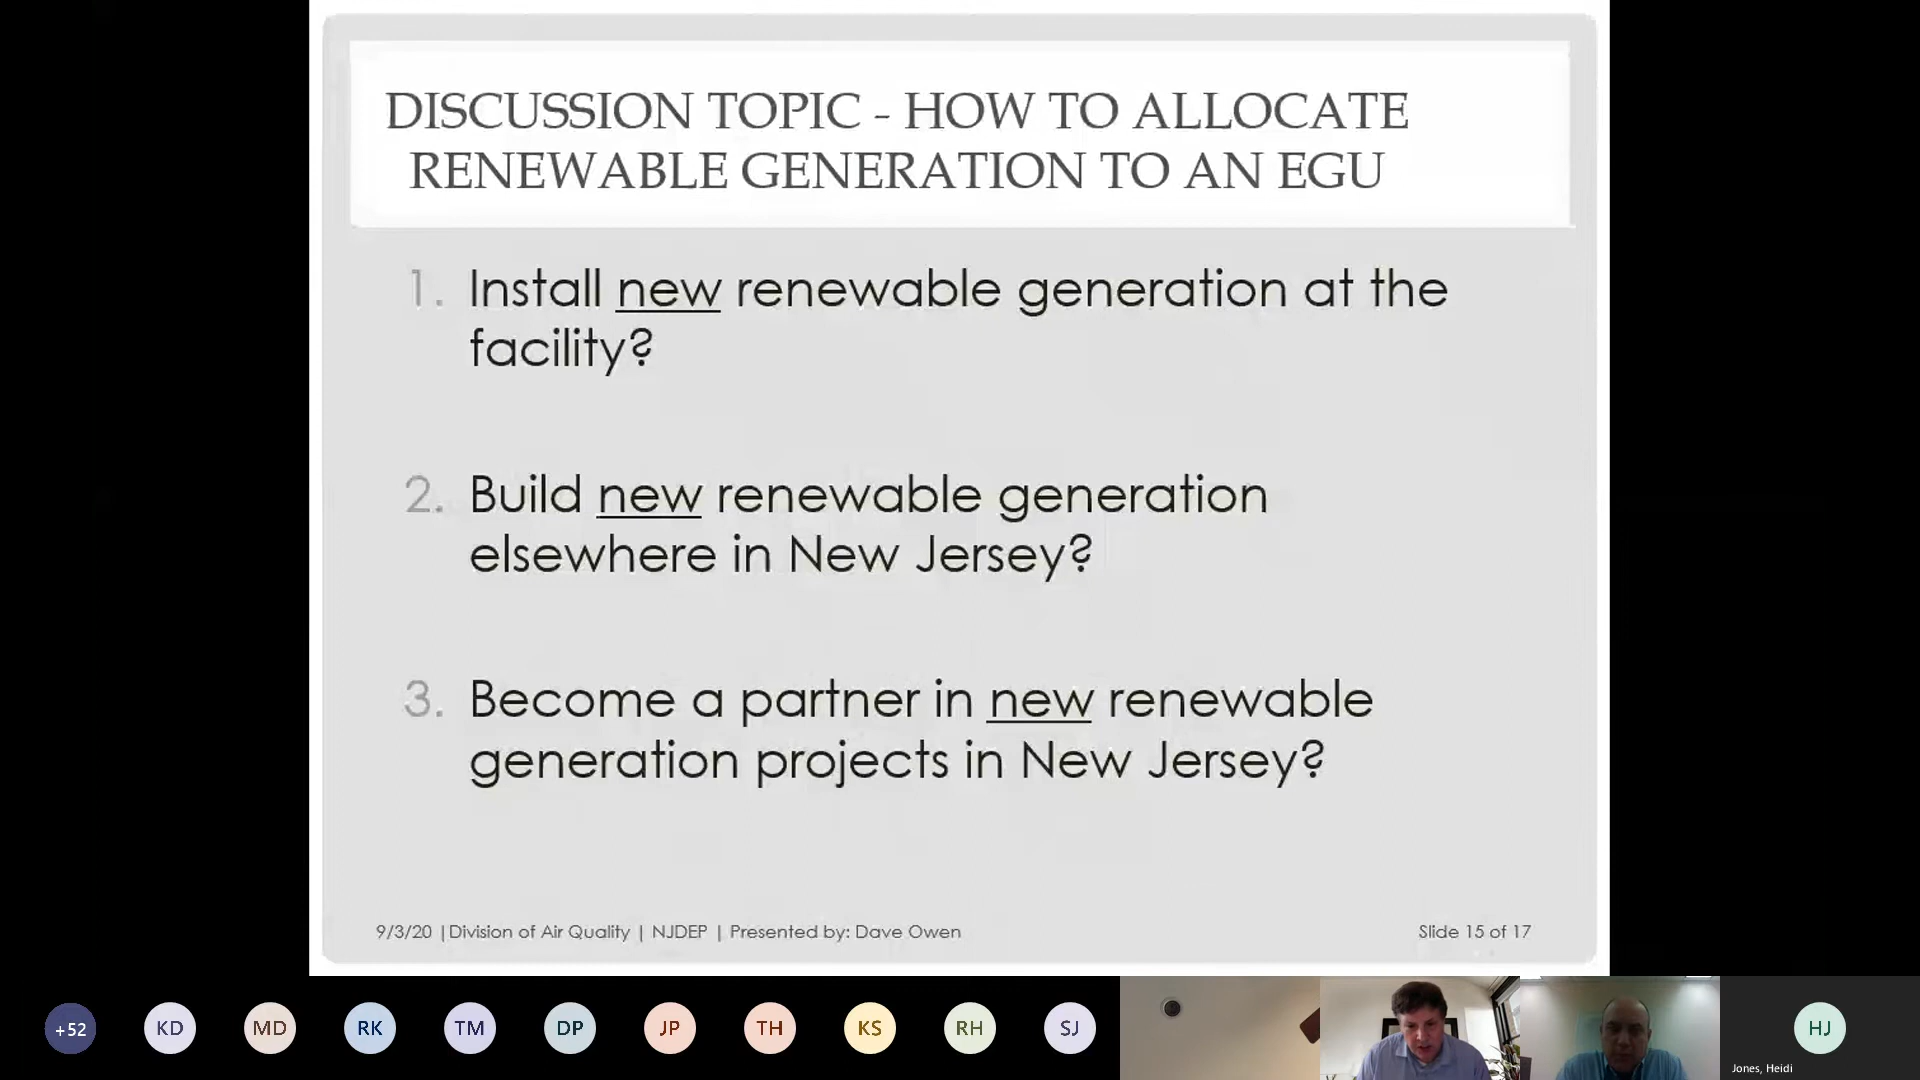 DISCUSSION TOPIC - HOW TO ALLOCATE
RENEWABLE GENERATION TO AN EGU
1. Install new renewable generation at the
facility?
2. Build new renewable generation
elsewhere in New Jersey?
3. Become a partner in new renewable
generation projects in New Jersey?
9/3/20 |Division of Air Quality | NJDEP | Presented by: Dave Owen
Slide 15 of 17
+52 KD MD RK TM DP JP TH KS RH SJ HJ
Jones, Heidi